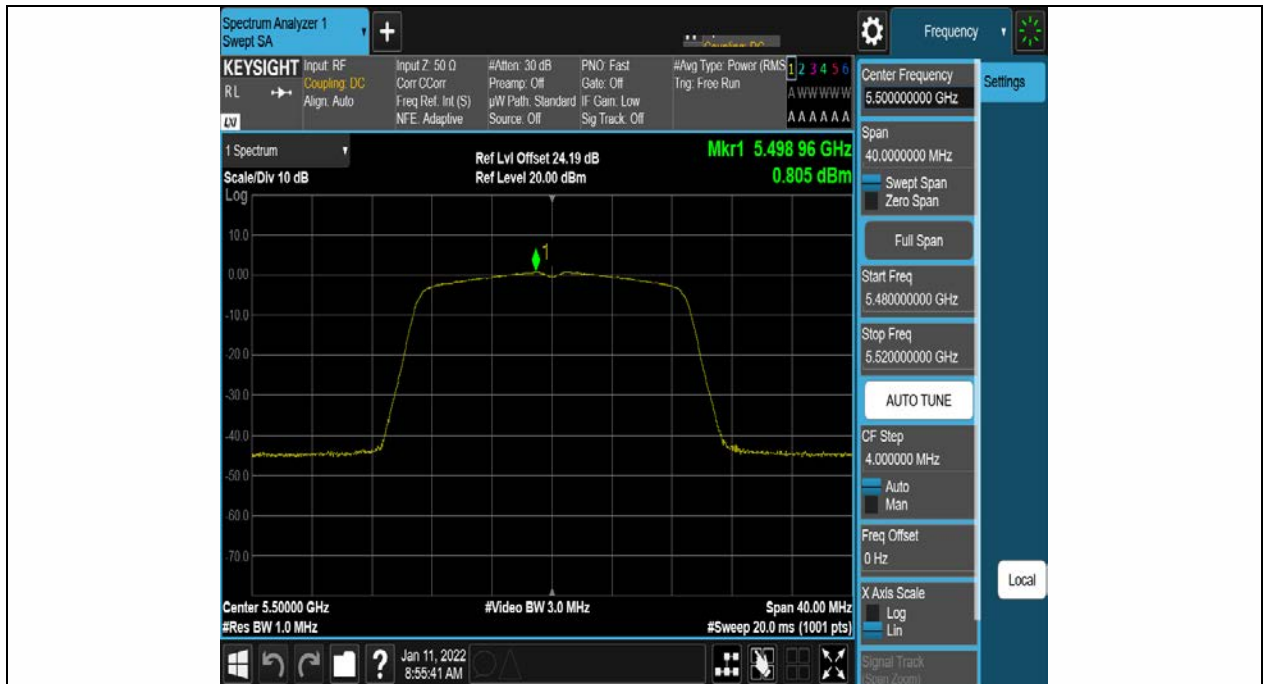 Spectrum Analyzer 1
Swept SA
+
Coupling: DC
Frequency
KEYSIGHT Input: RF Input Z: 50 Ω #Atten: 30 dB PNO: Fast #Avg Type: Power (RMS 1 2 3 4 5 6
RL Coupling: DC Corr CCorr Preamp: Off Gate: Off Trig: Free Run A W W W W W
Align: Auto Freq Ref: Int (S) µW Path: Standard IF Gain: Low
LXI NFE: Adaptive Source: Off Sig Track: Off A A A A A A
1 Spectrum Ref Lvl Offset 24.19 dB Mkr1 5.498 96 GHz
Scale/Div 10 dB Ref Level 20.00 dBm 0.805 dBm
Log
10.0
1
0.00
-10.0
-20.0
-30.0
-40.0
-50.0
-60.0
-70.0
Center 5.50000 GHz #Video BW 3.0 MHz Span 40.00 MHz
#Res BW 1.0 MHz #Sweep 20.0 ms (1001 pts)
Center Frequency
5.500000000 GHz
Settings
Span
40.0000000 MHz
Swept Span
Zero Span
Full Span
Start Freq
5.480000000 GHz
Stop Freq
5.520000000 GHz
AUTO TUNE
CF Step
4.000000 MHz
Auto
Man
Freq Offset
0 Hz
X Axis Scale
Log
Lin
Local
Signal Track
(Span Zoom)
? Jan 11, 2022
8:55:41 AM